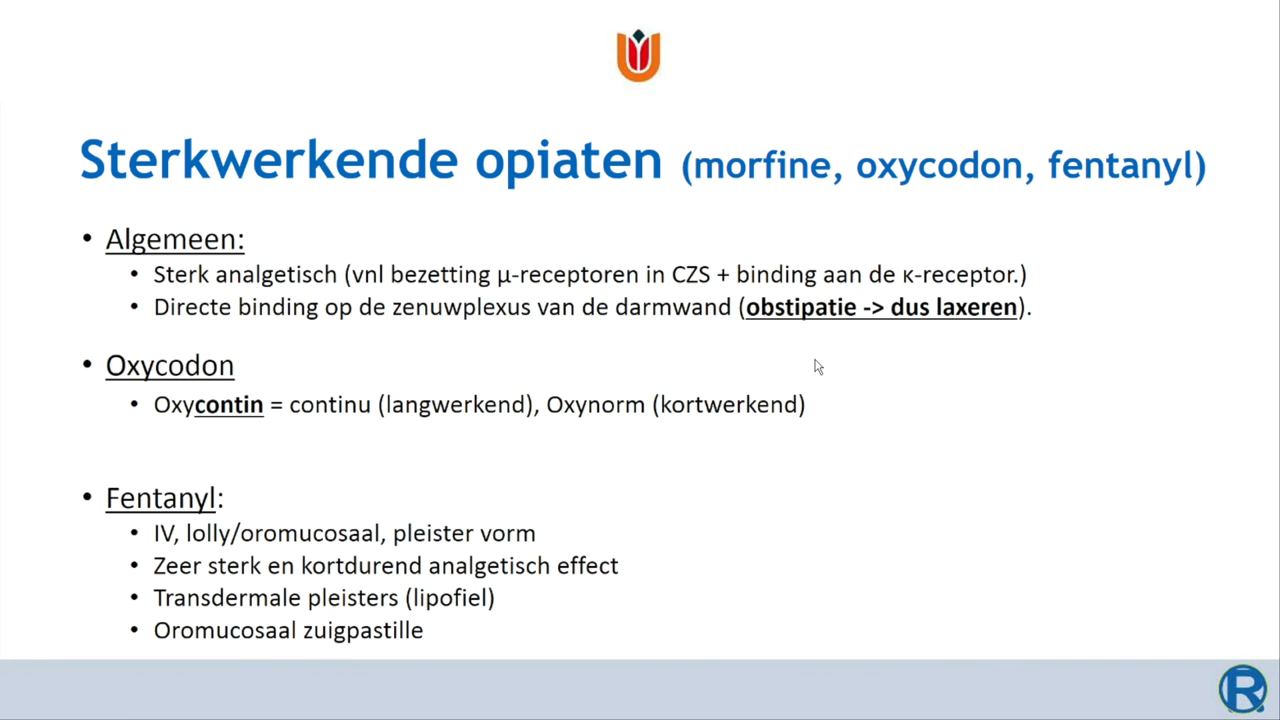 Sterkwerkende opiaten (morfine, oxycodon, fentanyl)
• Algemeen:
• Sterk analgetisch (vnl bezetting μ-receptoren in CZS + binding aan de κ-receptor.)
• Directe binding op de zenuwplexus van de darmwand (obstipatie -> dus laxeren).
• Oxycodon
• Oxycontin = continu (langwerkend), Oxynorm (kortwerkend)
• Fentanyl:
• IV, lolly/oromucosaal, pleister vorm
• Zeer sterk en kortdurend analgetisch effect
• Transdermale pleisters (lipofiel)
• Oromucosaal zuigpastille
R